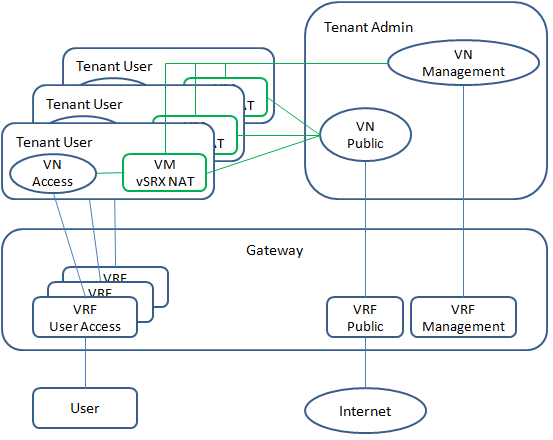 Tenant Admin
VN
Management
Tenant User
AT
Tenant User
AT
VN
Public
Tenant User
VN
Access
VM
vSRX NAT
Gateway
VRF
VRF
VRF
User Access
VRF
Public
VRF
Management
User
Internet